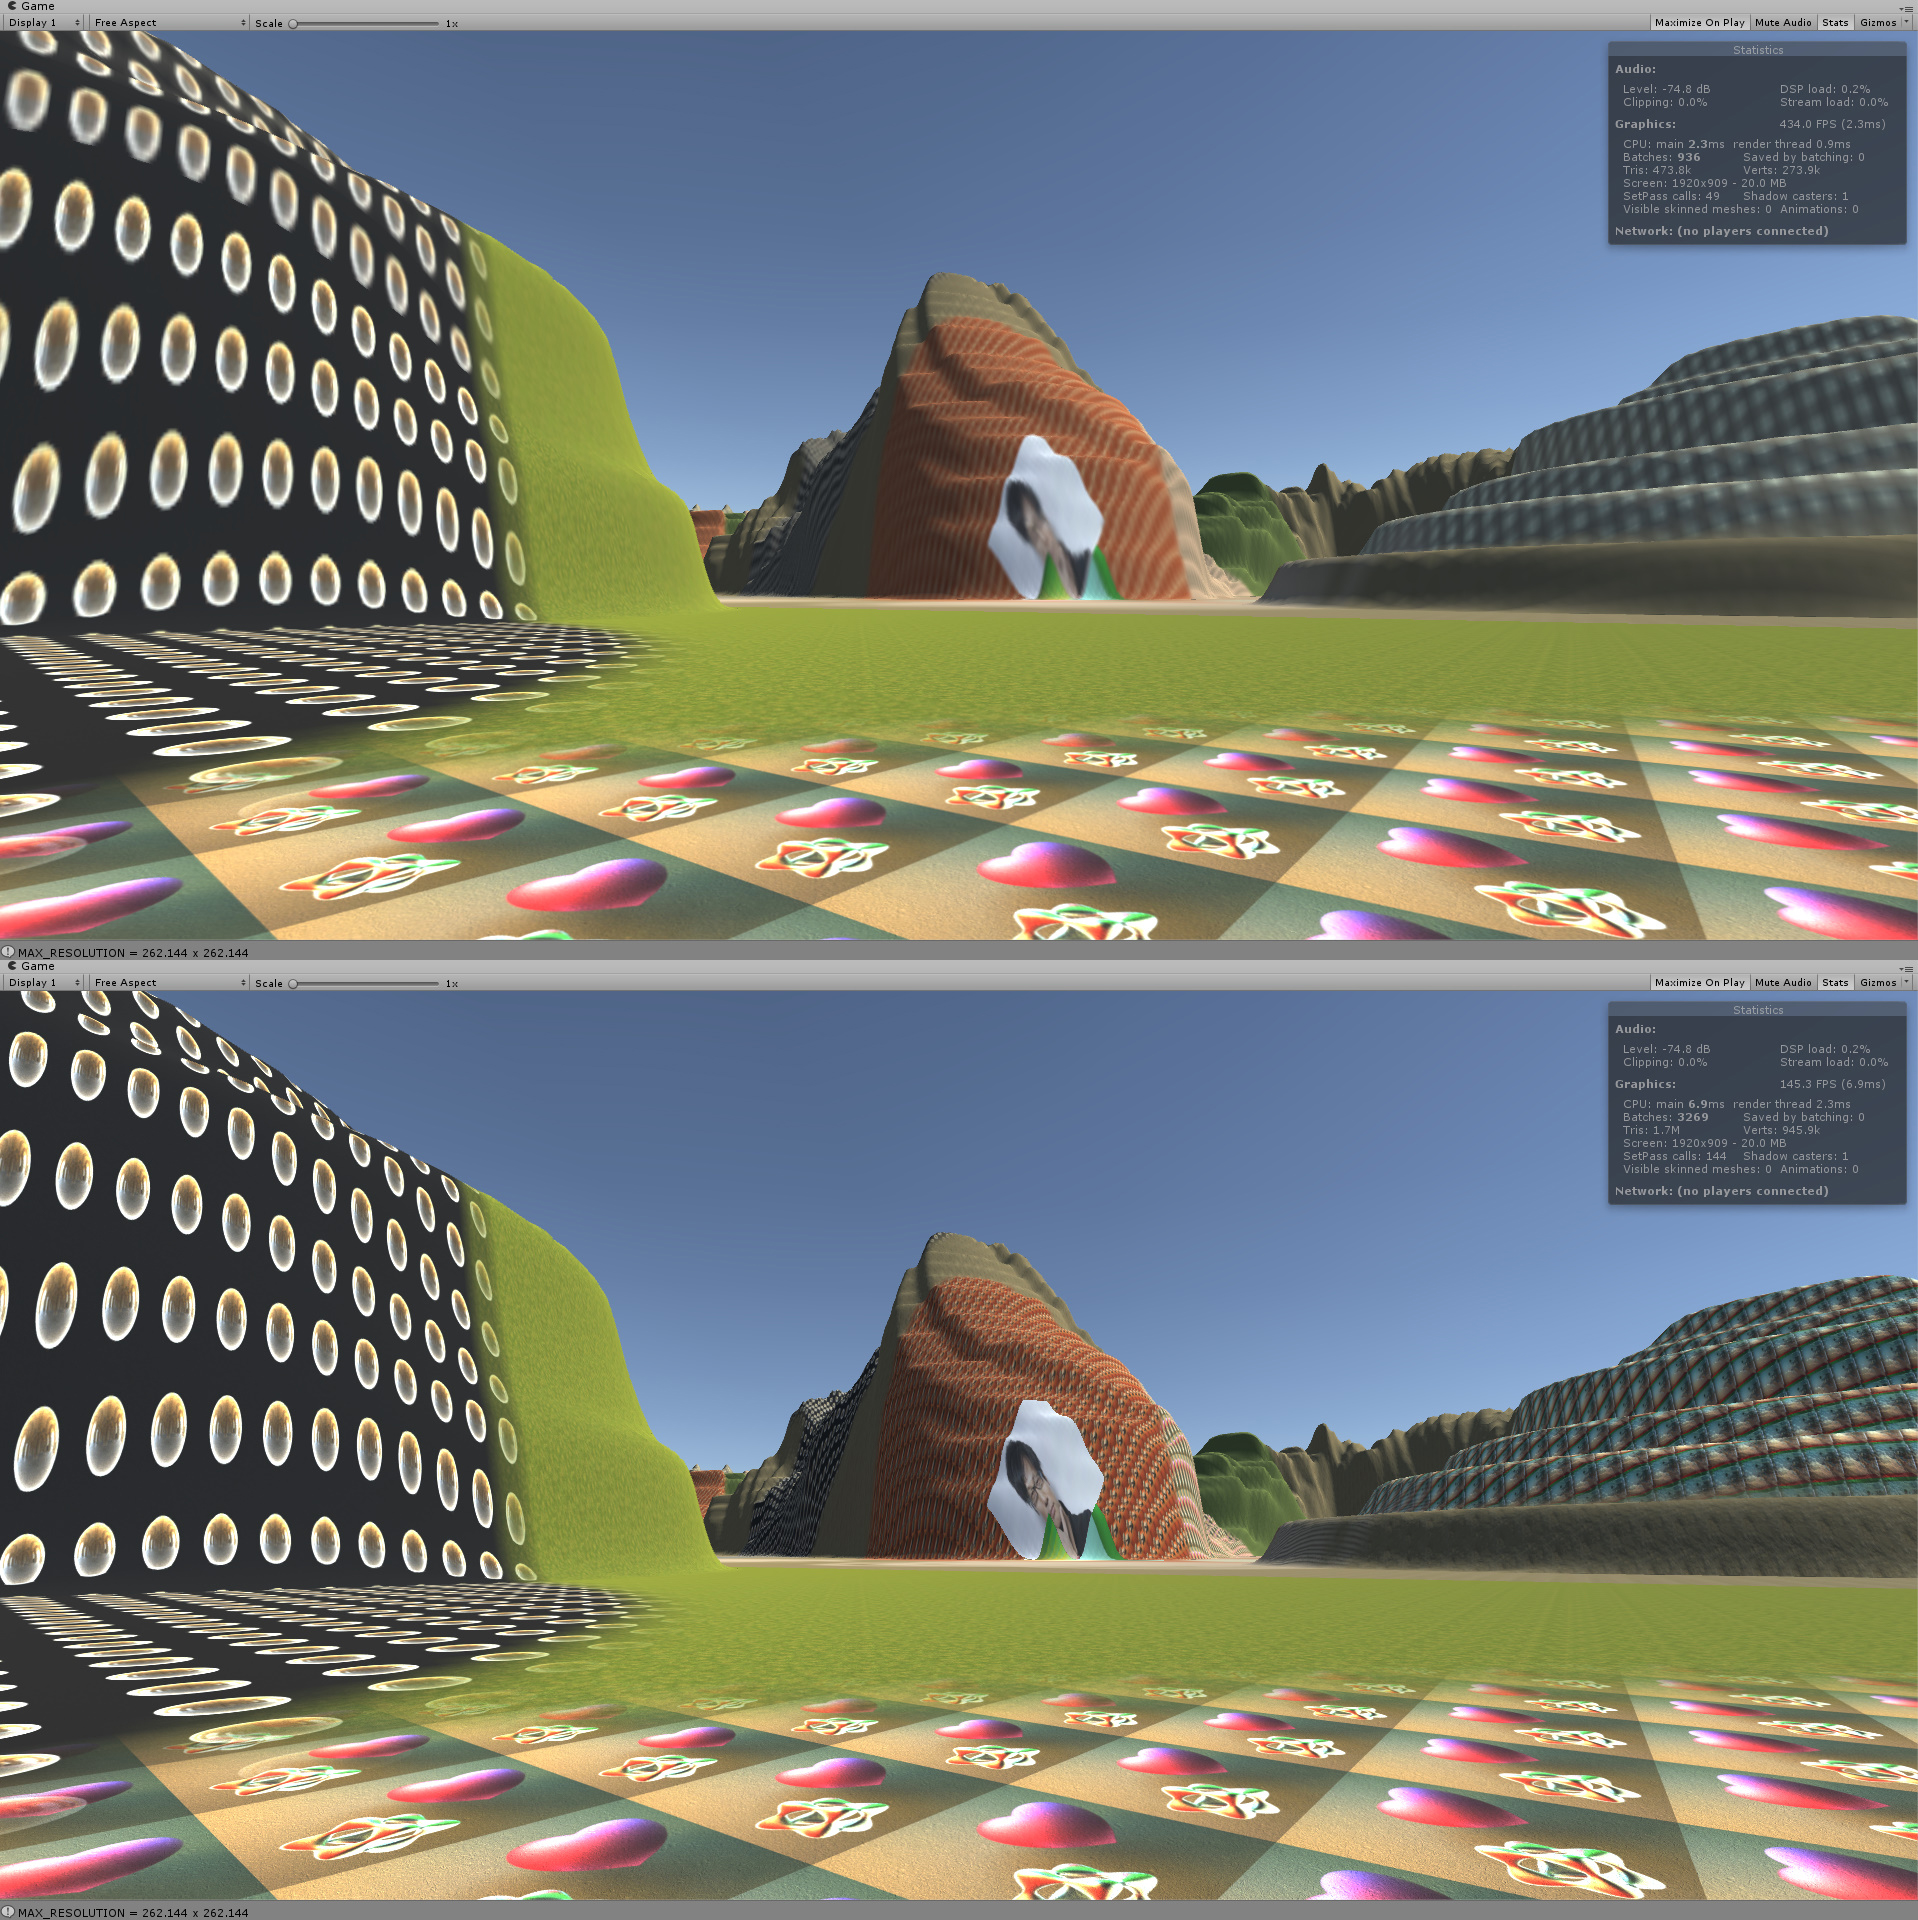 Game
Display 1 Free Aspect Scale 1x Maximize On Play Mute Audio Stats Gizmos
Statistics
Audio:
Level: -74.8 dB DSP load: 0.2%
Clipping: 0.0% Stream load: 0.0%
Graphics: 434.0 FPS (2.3ms)
CPU: main 2.3ms render thread 0.9ms
Batches: 936 Saved by batching: 0
Tris: 473.8k Verts: 273.9k
Screen: 1920x909 - 20.0 MB
SetPass calls: 49 Shadow casters: 1
Visible skinned meshes: 0 Animations: 0
Network: (no players connected)
MAX_RESOLUTION = 262.144 x 262.144
Game
Display 1 Free Aspect Scale 1x Maximize On Play Mute Audio Stats Gizmos
Statistics
Audio:
Level: -74.8 dB DSP load: 0.2%
Clipping: 0.0% Stream load: 0.0%
Graphics: 145.3 FPS (6.9ms)
CPU: main 6.9ms render thread 2.3ms
Batches: 3269 Saved by batching: 0
Tris: 1.7M Verts: 945.9k
Screen: 1920x909 - 20.0 MB
SetPass calls: 144 Shadow casters: 1
Visible skinned meshes: 0 Animations: 0
Network: (no players connected)
MAX_RESOLUTION = 262.144 x 262.144